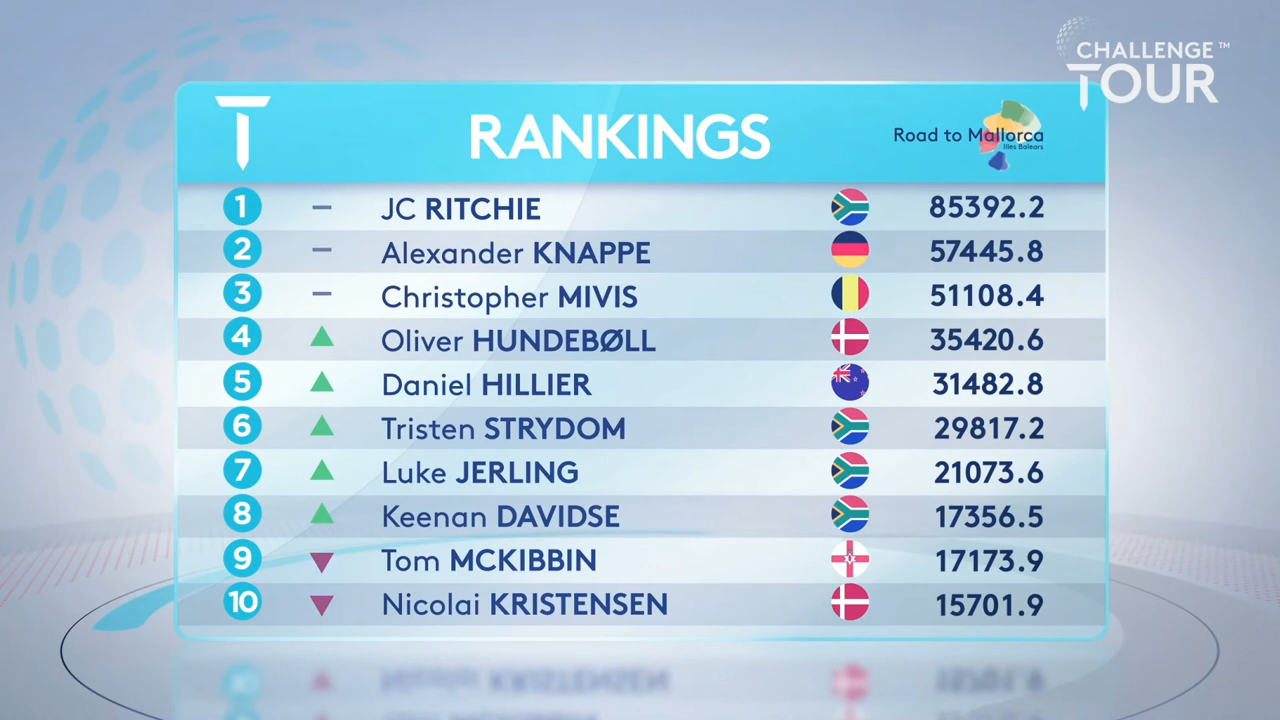 CHALLENGE™
TOUR
RANKINGS
Road to Mallorca
Illes Balears
1 – JC RITCHIE 85392.2
2 – Alexander KNAPPE 57445.8
3 – Christopher MIVIS 51108.4
4 ▲ Oliver HUNDEBØLL 35420.6
5 ▲ Daniel HILLIER 31482.8
6 ▲ Tristen STRYDOM 29817.2
7 ▲ Luke JERLING 21073.6
8 ▲ Keenan DAVIDSE 17356.5
9 ▼ Tom MCKIBBIN 17173.9
10 ▼ Nicolai KRISTENSEN 15701.9